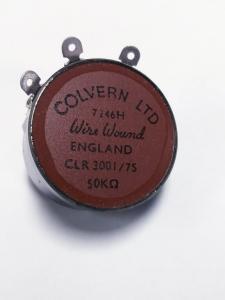 COLVERN LTD
7246H
Wire Wound
ENGLAND
CLR 3001/75
50KΩ